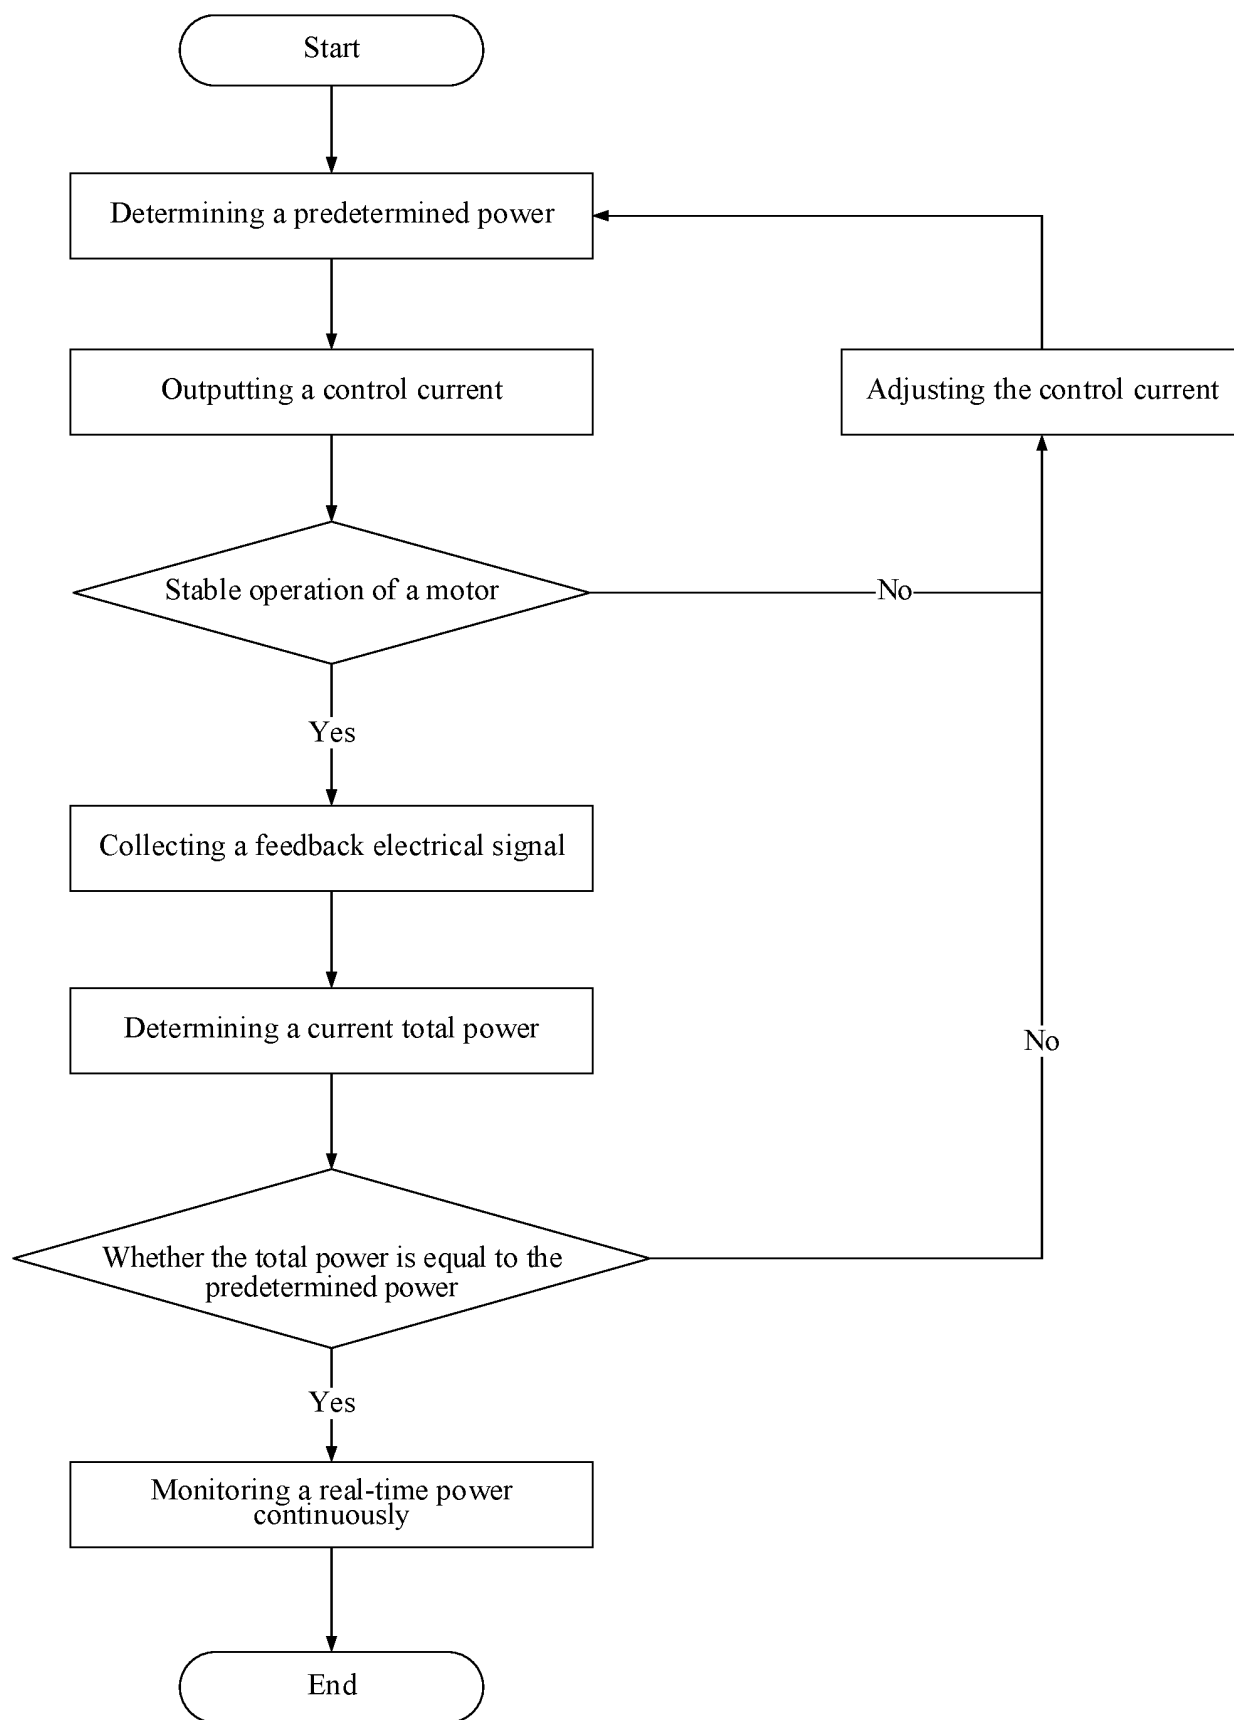 Start
Determining a predetermined power
Outputting a control current
Adjusting the control current
Stable operation of a motor
No
Yes
Collecting a feedback electrical signal
Determining a current total power
No
Whether the total power is equal to the
predetermined power
Yes
Monitoring a real-time power
continuously
End